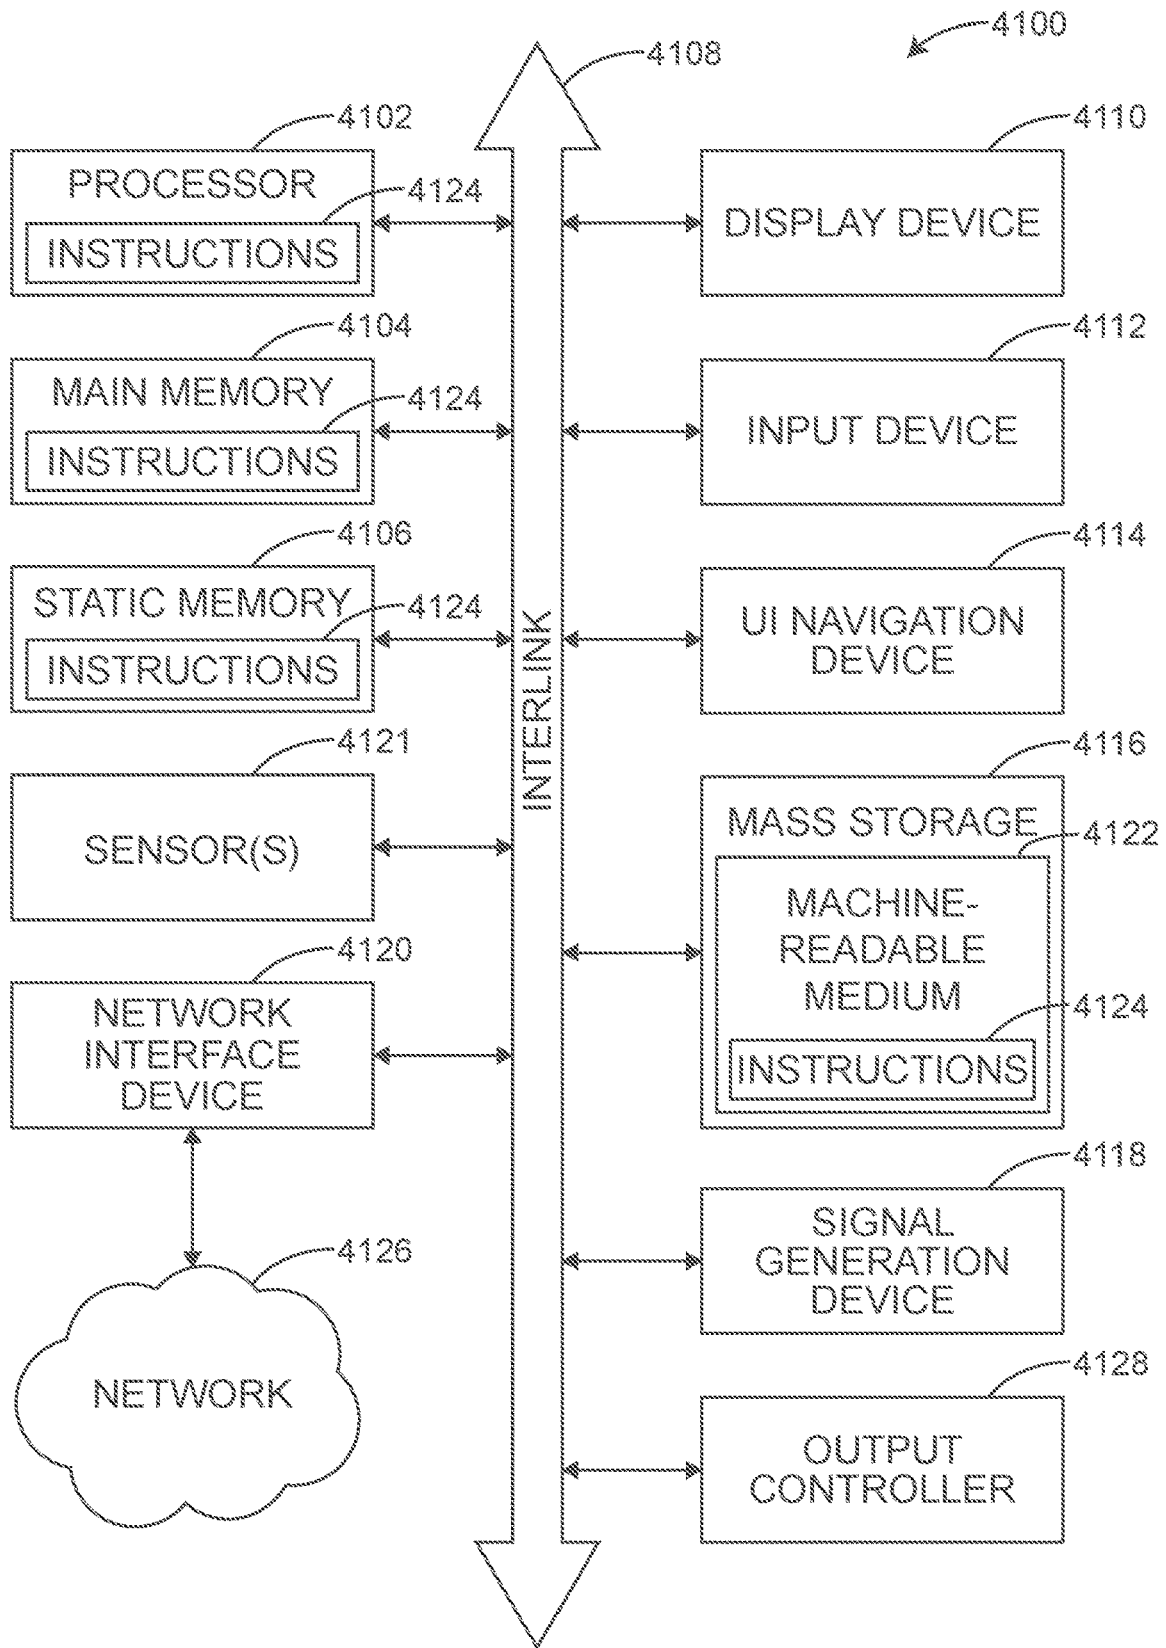 4100
4108
4102
PROCESSOR
4124
INSTRUCTIONS
4104
MAIN MEMORY
4124
INSTRUCTIONS
4106
STATIC MEMORY
4124
INSTRUCTIONS
4121
SENSOR(S)
4120
NETWORK
INTERFACE
DEVICE
4126
NETWORK
INTERLINK
4110
DISPLAY DEVICE
4112
INPUT DEVICE
4114
UI NAVIGATION
DEVICE
4116
MASS STORAGE
4122
MACHINE-
READABLE
MEDIUM
4124
INSTRUCTIONS
4118
SIGNAL
GENERATION
DEVICE
4128
OUTPUT
CONTROLLER